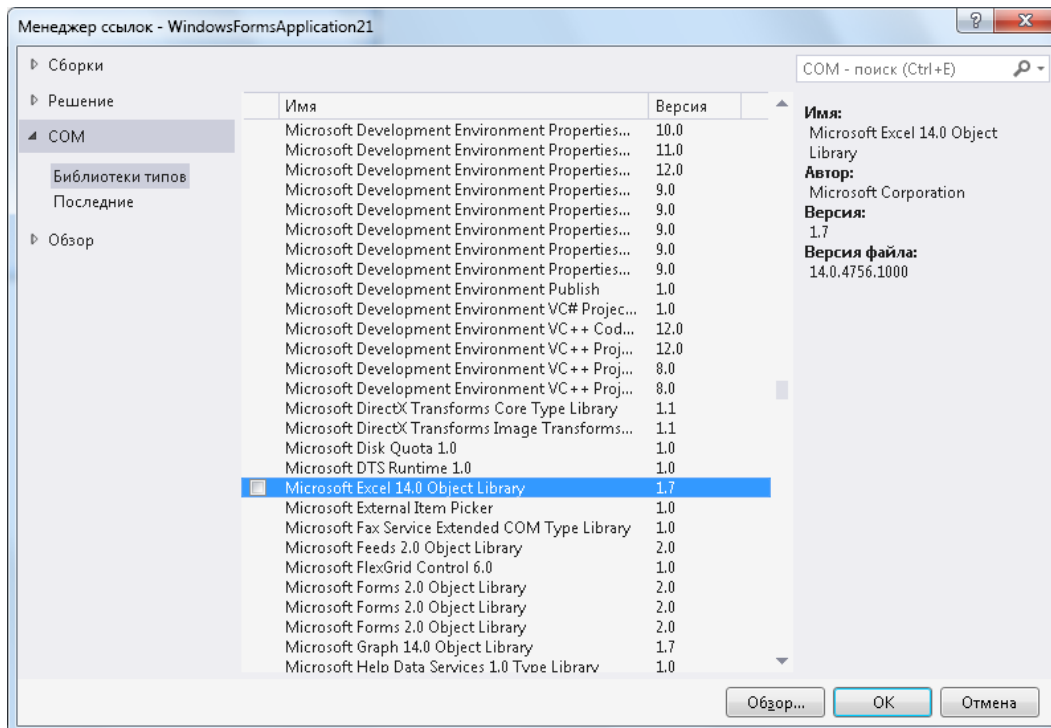 Менеджер ссылок - WindowsFormsApplication21
Сборки
Решение
COM
Библиотеки типов
Последние
Обзор
Имя Версия
Microsoft Development Environment Properties... 10.0
Microsoft Development Environment Properties... 11.0
Microsoft Development Environment Properties... 12.0
Microsoft Development Environment Properties... 9.0
Microsoft Development Environment Properties... 9.0
Microsoft Development Environment Properties... 9.0
Microsoft Development Environment Properties... 9.0
Microsoft Development Environment Properties... 9.0
Microsoft Development Environment Publish 1.0
Microsoft Development Environment VC# Projec... 1.0
Microsoft Development Environment VC++ Cod... 12.0
Microsoft Development Environment VC++ Proj... 12.0
Microsoft Development Environment VC++ Proj... 8.0
Microsoft Development Environment VC++ Proj... 8.0
Microsoft DirectX Transforms Core Type Library 1.1
Microsoft DirectX Transforms Image Transforms... 1.1
Microsoft Disk Quota 1.0 1.0
Microsoft DTS Runtime 1.0 1.0
Microsoft Excel 14.0 Object Library 1.7
Microsoft External Item Picker 1.0
Microsoft Fax Service Extended COM Type Library 1.0
Microsoft Feeds 2.0 Object Library 2.0
Microsoft FlexGrid Control 6.0 1.0
Microsoft Forms 2.0 Object Library 2.0
Microsoft Forms 2.0 Object Library 2.0
Microsoft Forms 2.0 Object Library 2.0
Microsoft Graph 14.0 Object Library 1.7
Microsoft Help Data Services 1.0 Type Library 1.0
COM - поиск (Ctrl+E)
Имя:
Microsoft Excel 14.0 Object
Library
Автор:
Microsoft Corporation
Версия:
1.7
Версия файла:
14.0.4756.1000
Обзор... OK Отмена